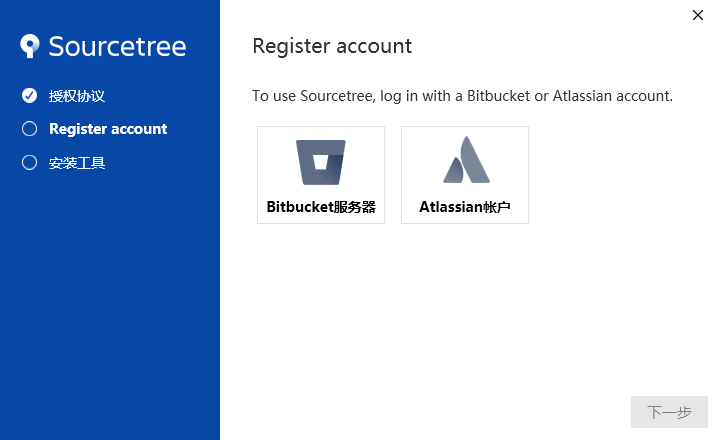 Sourcetree
授权协议
Register account
安装工具
Register account
To use Sourcetree, log in with a Bitbucket or Atlassian account.
Bitbucket服务器
Atlassian帐户
下一步